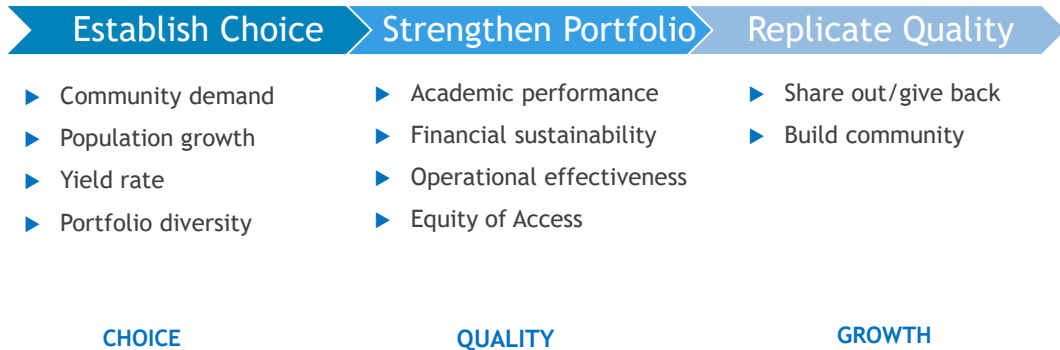 Establish Choice
Strengthen Portfolio
Replicate Quality
Community demand
Population growth
Yield rate
Portfolio diversity
Academic performance
Financial sustainability
Operational effectiveness
Equity of Access
Share out/give back
Build community
CHOICE
QUALITY
GROWTH